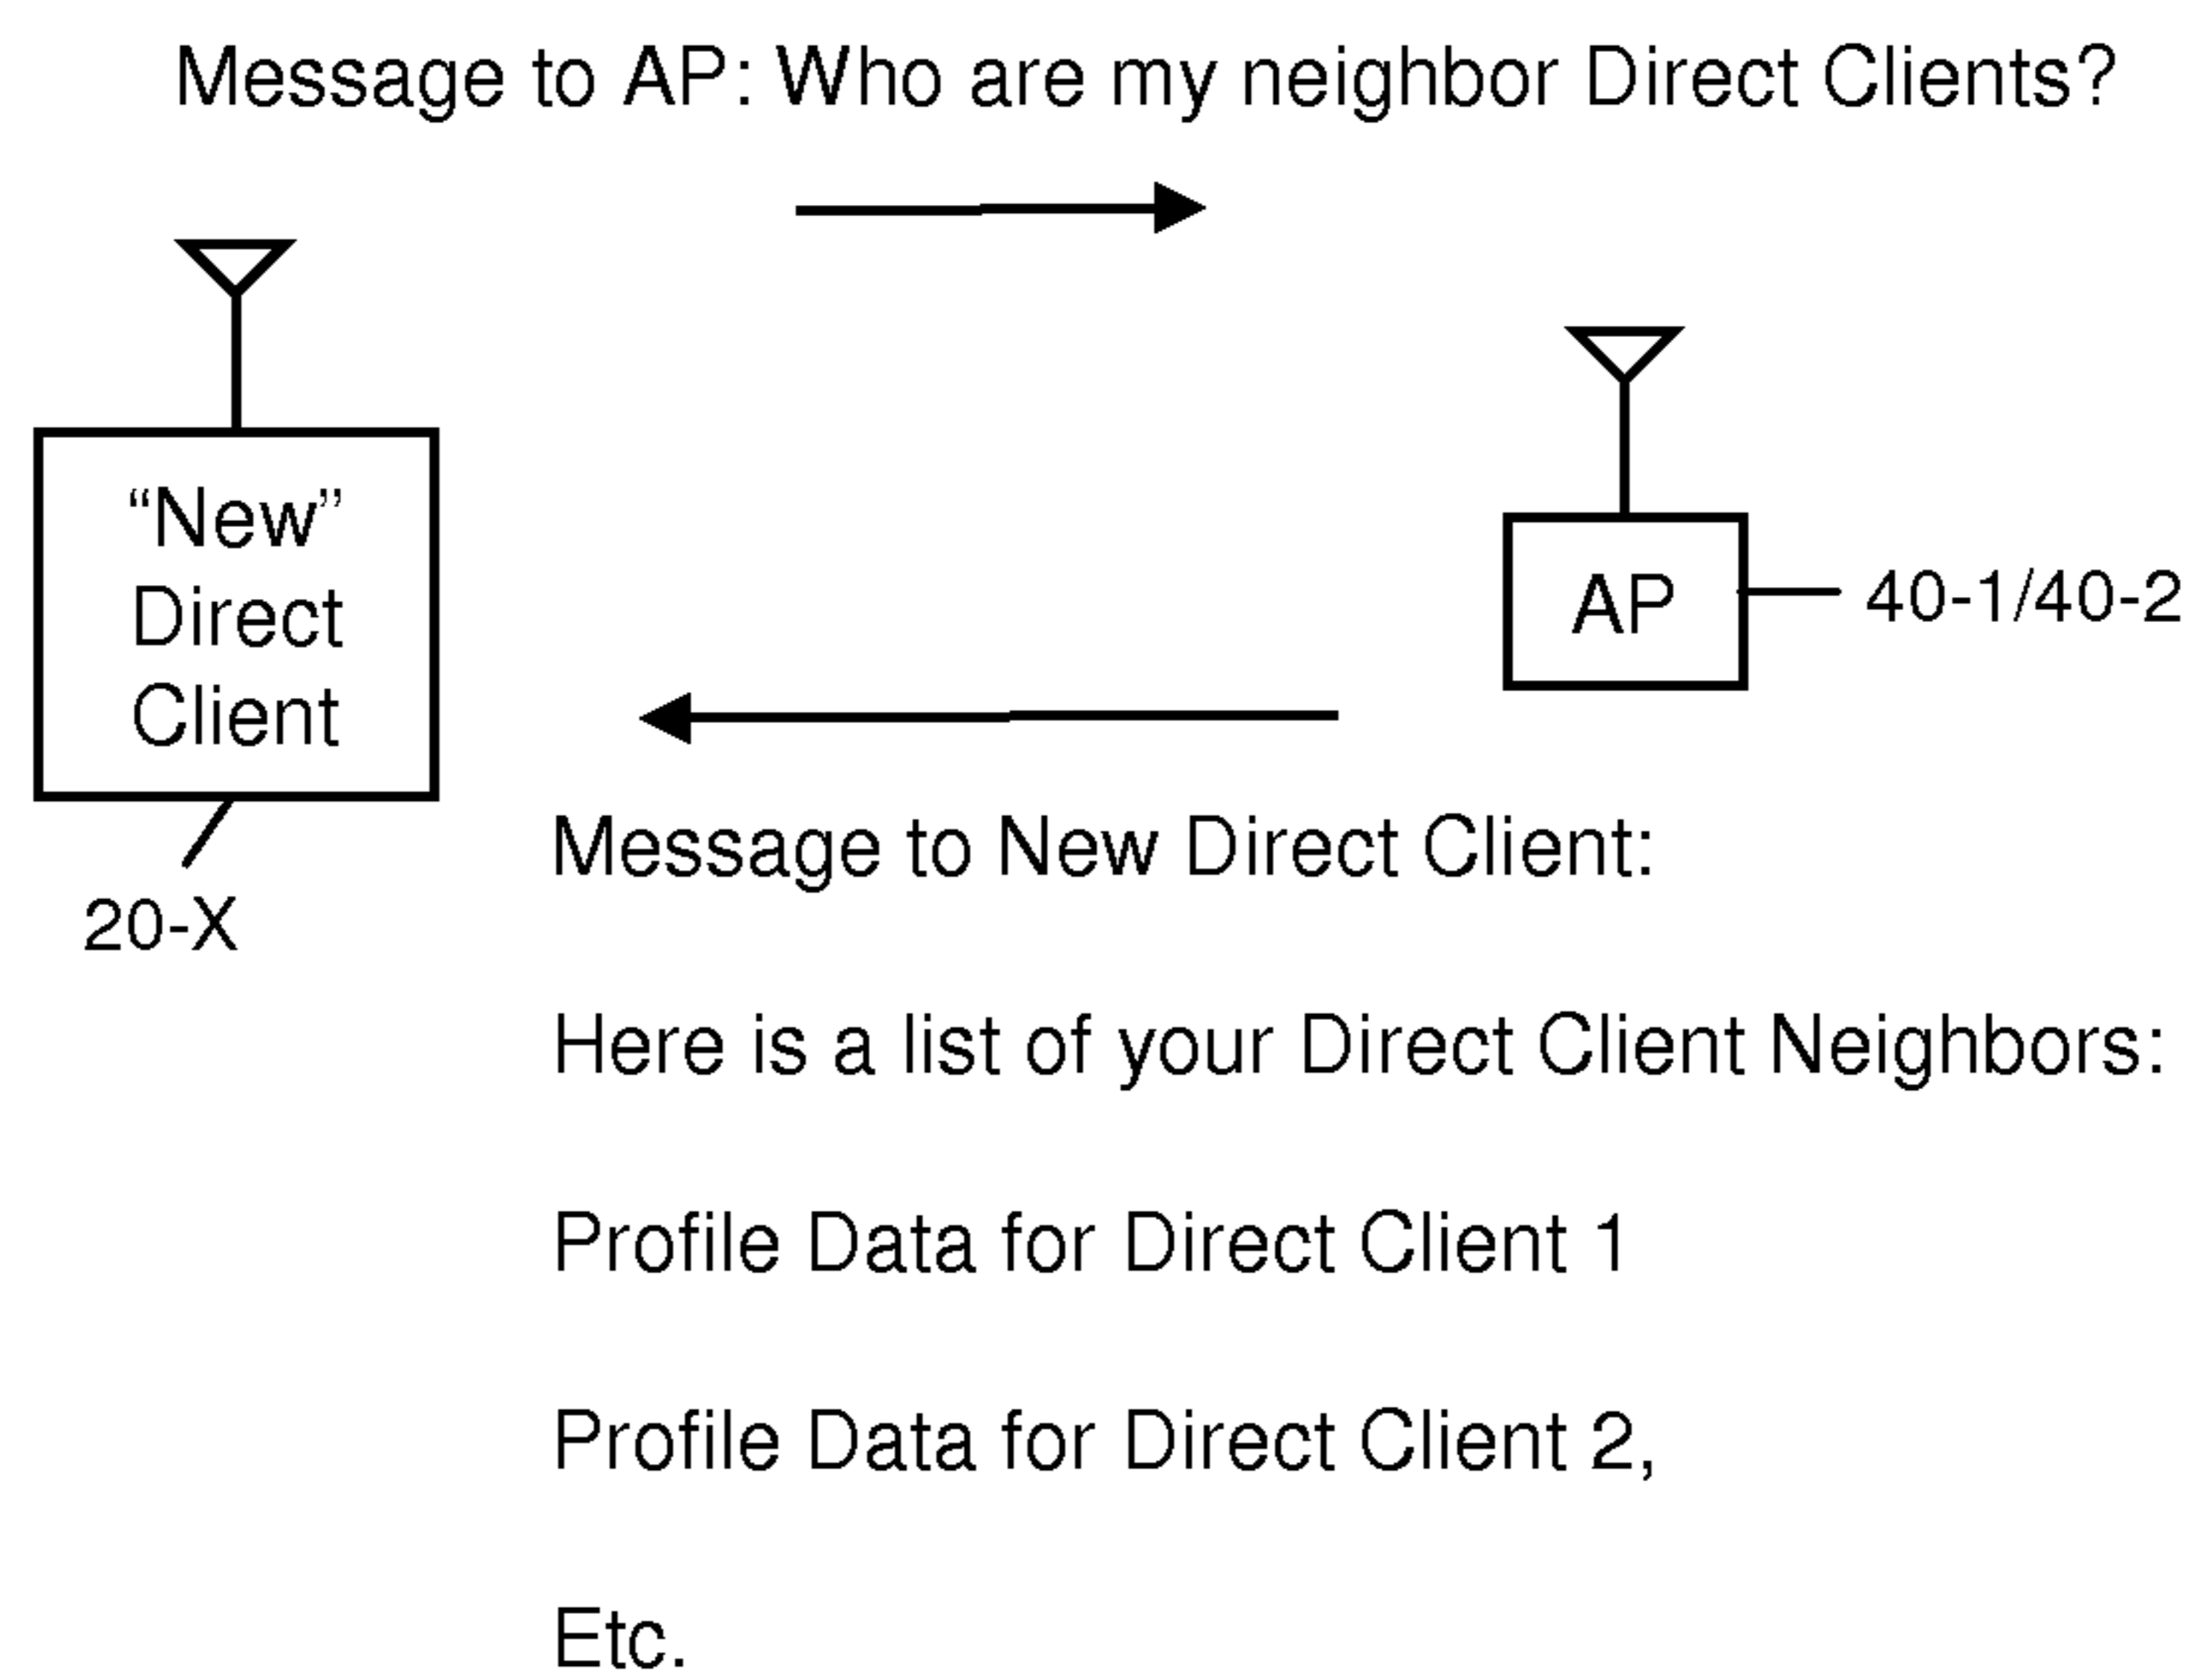 Message to AP: Who are my neighbor Direct Clients?
“New”
Direct
Client
20-X
AP
40-1/40-2
Message to New Direct Client:
Here is a list of your Direct Client Neighbors:
Profile Data for Direct Client 1
Profile Data for Direct Client 2,
Etc.